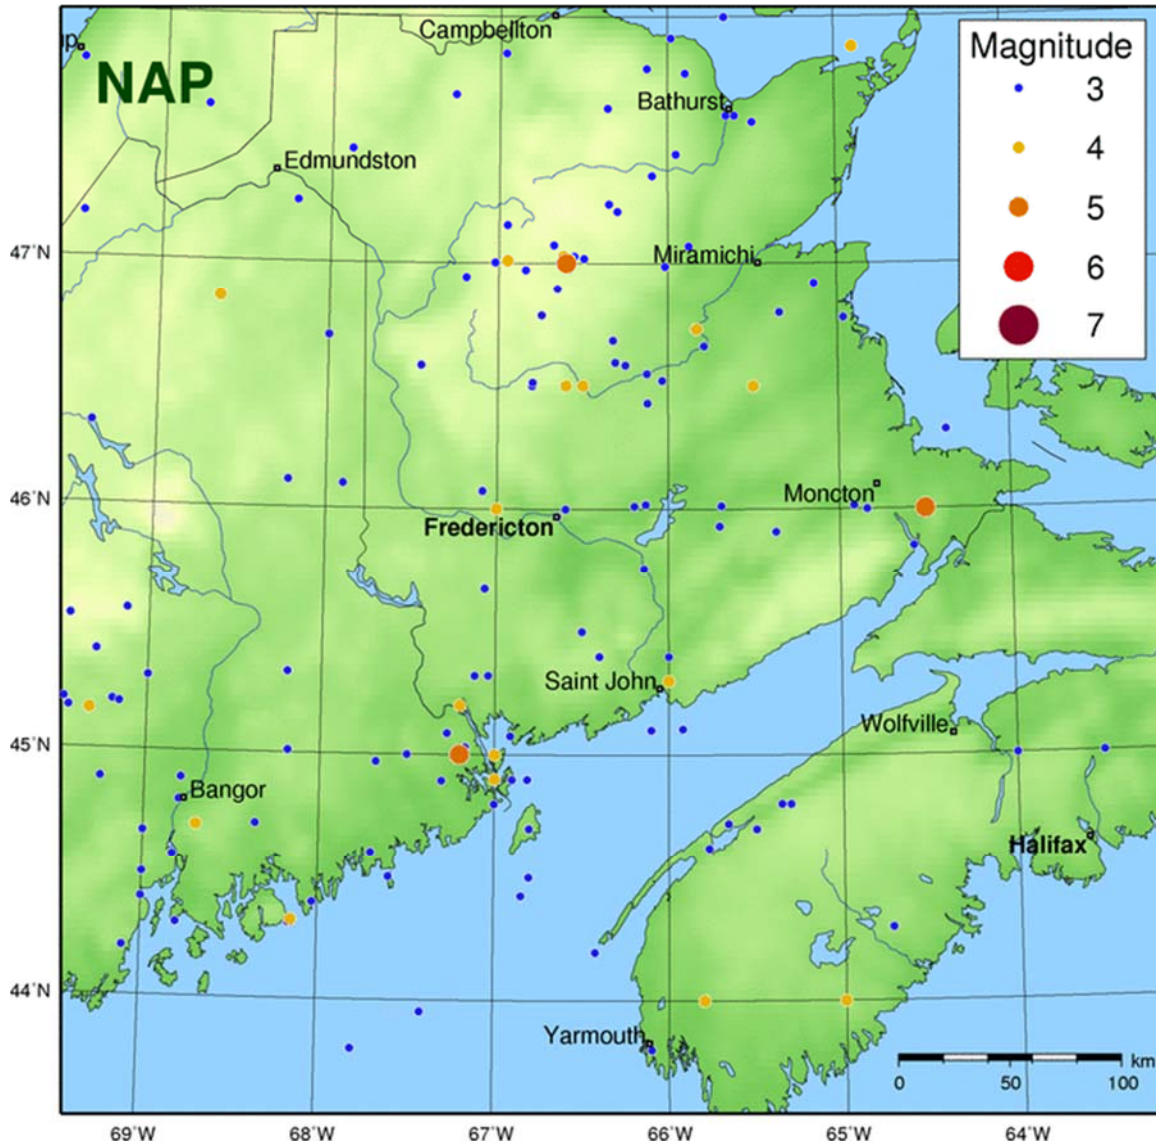 Campbellton
Magnitude
NAP
3
Bathurst
4
Edmundston
5
47°N
Miramichi
6
7
46°N
Moncton
Fredericton
Saint John
Wolfville
45°N
Bangor
Halifax
44°N
Yarmouth
km
0 50 100
69°W 68°W 67°W 66°W 65°W 64°W